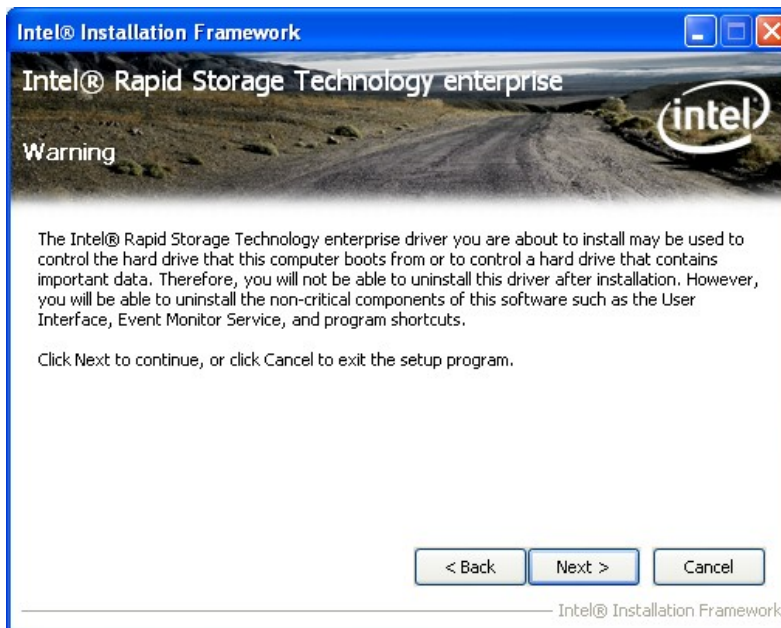 Intel® Installation Framework
Intel® Rapid Storage Technology enterprise
intel
Warning
The Intel® Rapid Storage Technology enterprise driver you are about to install may be used to
control the hard drive that this computer boots from or to control a hard drive that contains
important data. Therefore, you will not be able to uninstall this driver after installation. However,
you will be able to uninstall the non-critical components of this software such as the User
Interface, Event Monitor Service, and program shortcuts.
Click Next to continue, or click Cancel to exit the setup program.
< Back Next > Cancel
Intel® Installation Framework